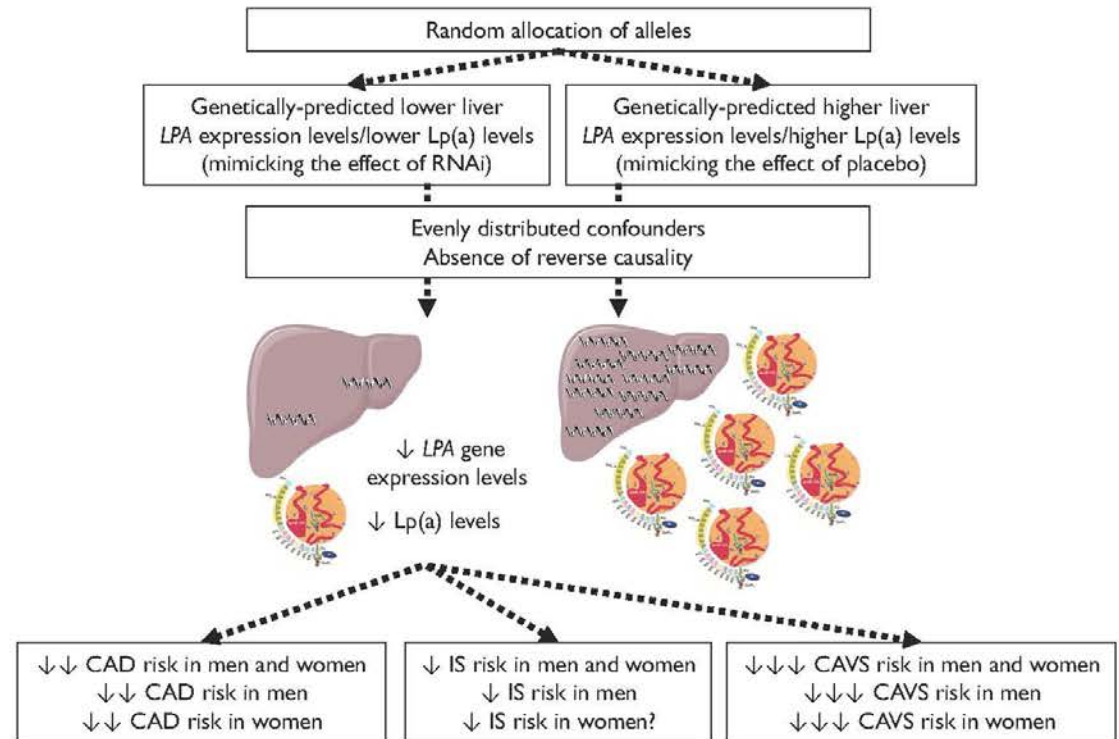 Random allocation of alleles
Genetically-predicted lower liver
LPA expression levels/lower Lp(a) levels
(mimicking the effect of RNAi)
Genetically-predicted higher liver
LPA expression levels/higher Lp(a) levels
(mimicking the effect of placebo)
Evenly distributed confounders
Absence of reverse causality
↓ LPA gene
expression levels
↓ Lp(a) levels
↓↓ CAD risk in men and women
↓↓ CAD risk in men
↓↓ CAD risk in women
↓ IS risk in men and women
↓ IS risk in men
↓ IS risk in women?
↓↓↓ CAVS risk in men and women
↓↓↓ CAVS risk in men
↓↓↓ CAVS risk in women